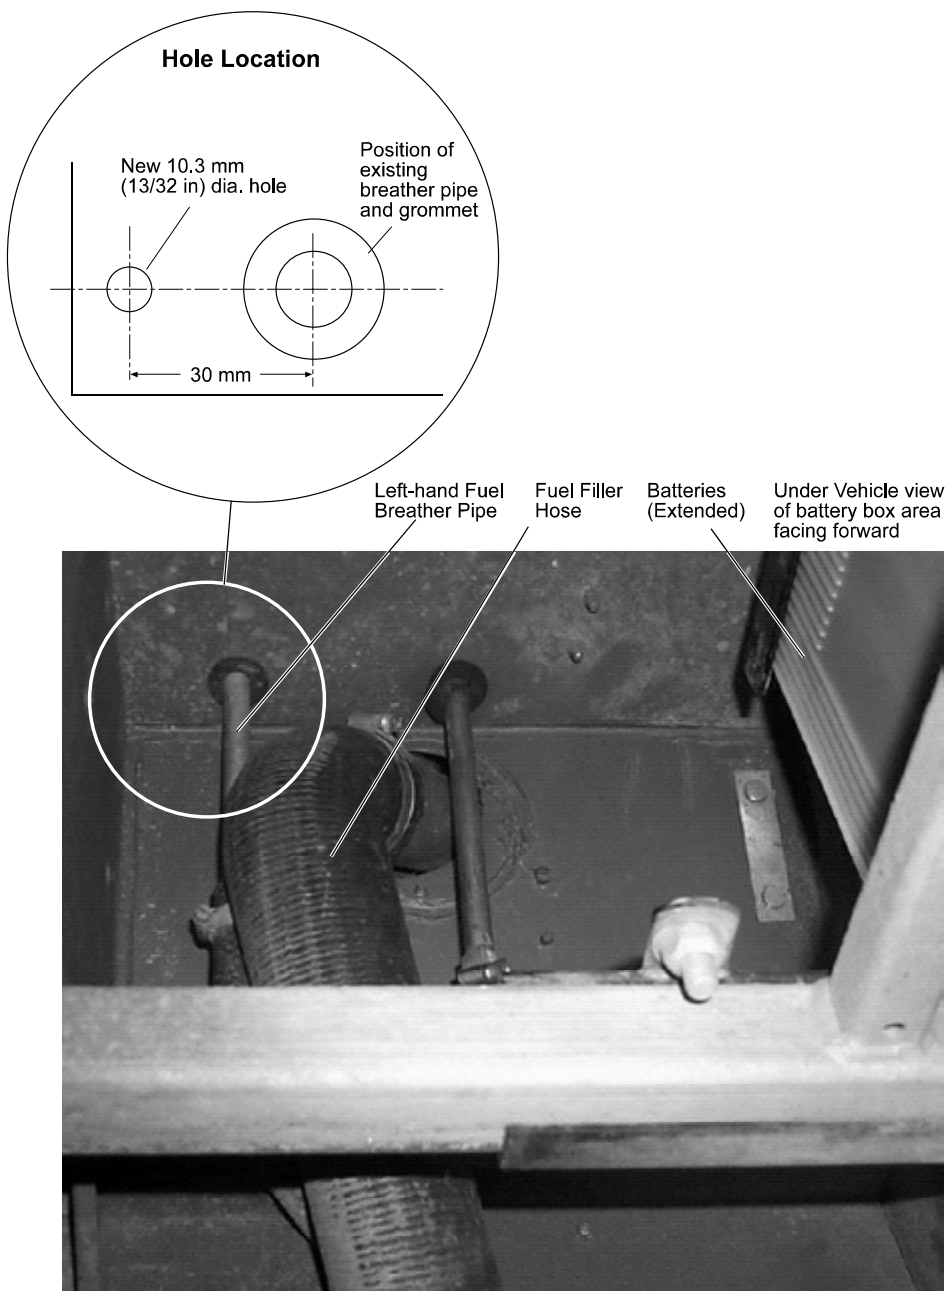 Hole Location
New 10.3 mm
(13/32 in) dia. hole
Position of
existing
breather pipe
and grommet
30 mm
Left-hand Fuel
Breather Pipe
Fuel Filler
Hose
Batteries
(Extended)
Under Vehicle view
of battery box area
facing forward